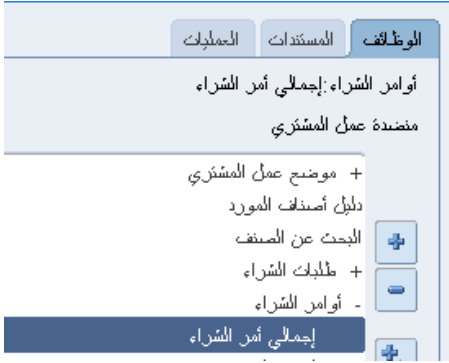 الوظائف المستندات العمليات
أوامر الشراء:إجمالي أمر الشراء
منضدة عمل المشتري
+ موضع عمل المشتري
دليل أصناف المورد
البحث عن الصنف
+ طلبات الشراء
- أوامر الشراء
إجمالي أمر الشراء